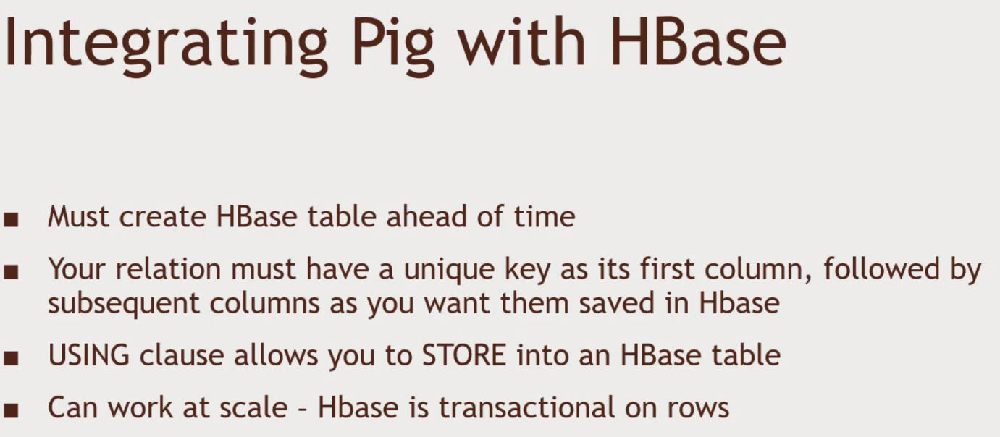 Integrating Pig with HBase
■ Must create HBase table ahead of time
■ Your relation must have a unique key as its first column, followed by
subsequent columns as you want them saved in Hbase
■ USING clause allows you to STORE into an HBase table
■ Can work at scale – Hbase is transactional on rows